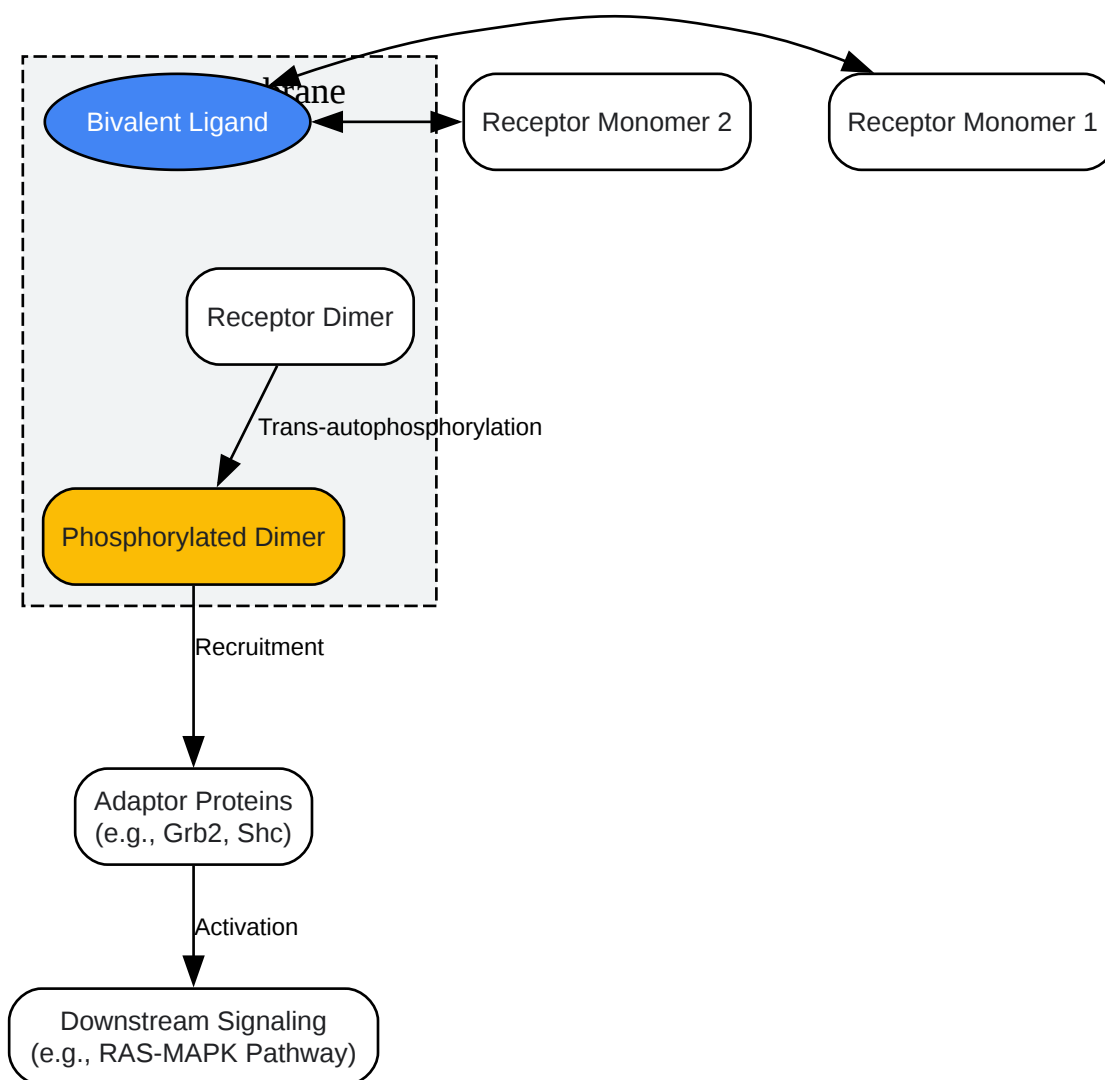 Bivalent Ligand
Receptor Monomer 2
Receptor Monomer 1
Receptor Dimer
Trans-autophosphorylation
Phosphorylated Dimer
Recruitment
Adaptor Proteins
(e.g., Grb2, Shc)
Activation
Downstream Signaling
(e.g., RAS-MAPK Pathway)